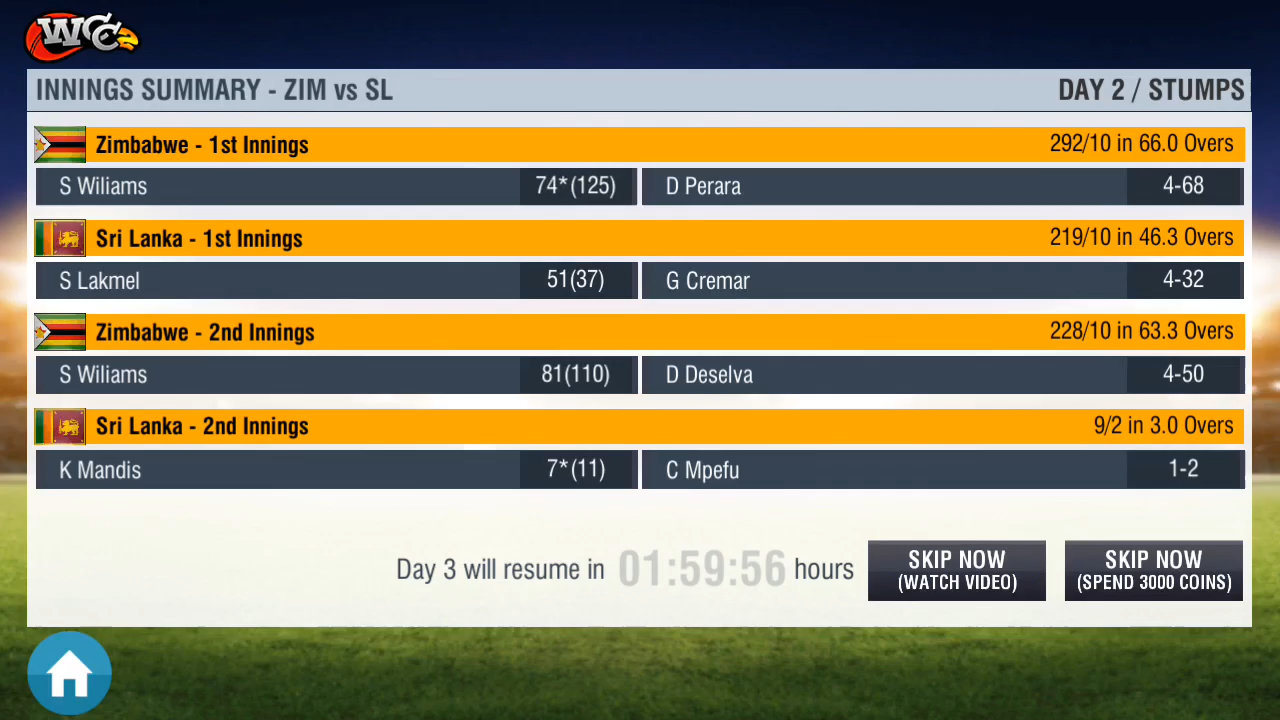 WCC
INNINGS SUMMARY - ZIM vs SL DAY 2 / STUMPS
Zimbabwe - 1st Innings 292/10 in 66.0 Overs
S Wiliams 74*(125) D Perara 4-68
Sri Lanka - 1st Innings 219/10 in 46.3 Overs
S Lakmel 51(37) G Cremar 4-32
Zimbabwe - 2nd Innings 228/10 in 63.3 Overs
S Wiliams 81(110) D Deselva 4-50
Sri Lanka - 2nd Innings 9/2 in 3.0 Overs
K Mandis 7*(11) C Mpefu 1-2
Day 3 will resume in 01:59:56 hours
SKIP NOW
(WATCH VIDEO)
SKIP NOW
(SPEND 3000 COINS)